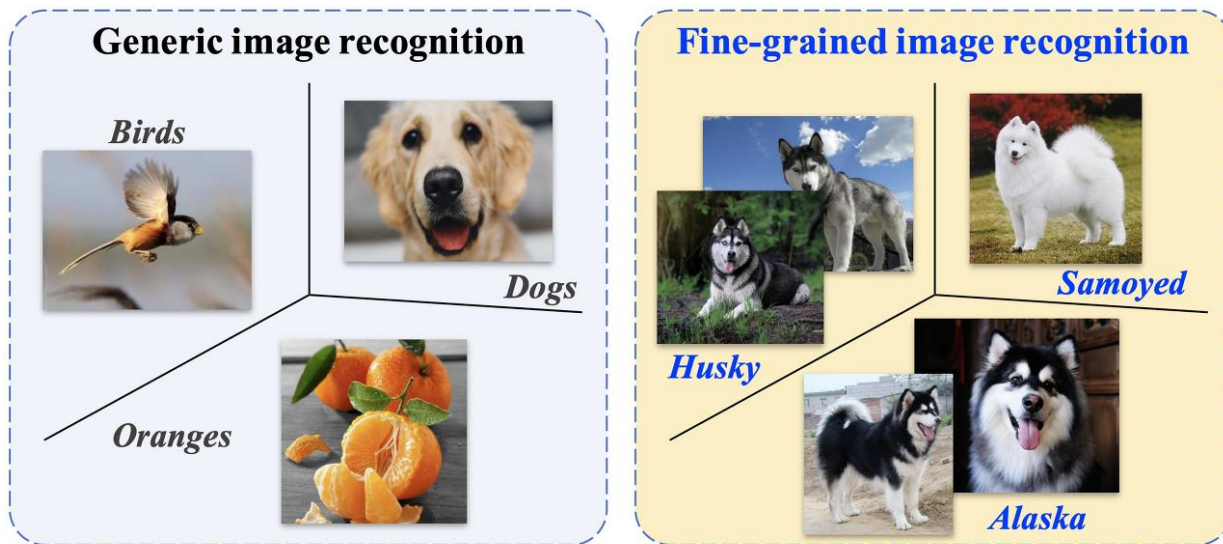 Generic image recognition
Birds
Dogs
Oranges
Fine-grained image recognition
Samoyed
Husky
Alaska